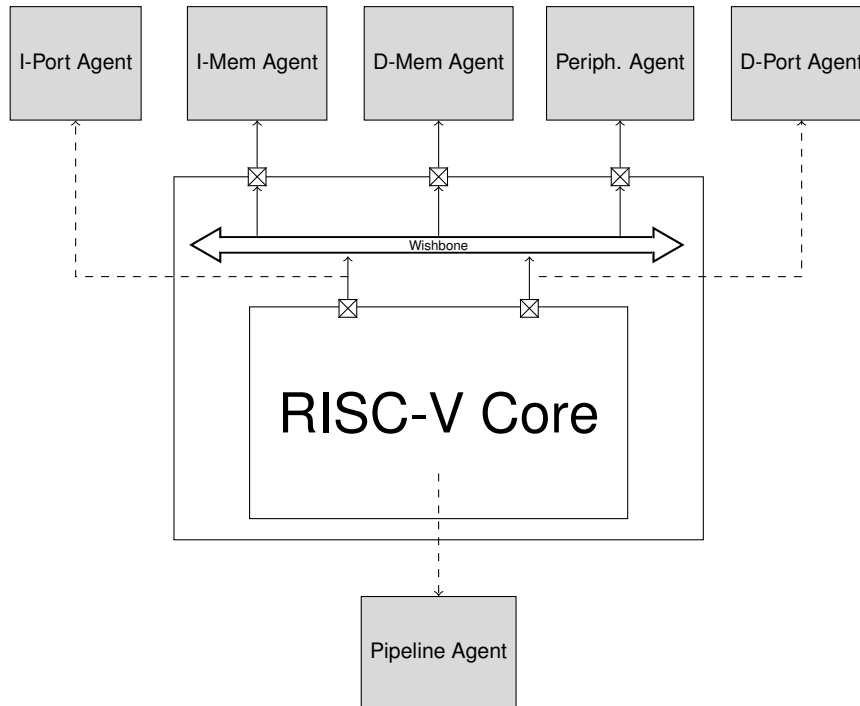 I-Port Agent
I-Mem Agent
D-Mem Agent
Periph. Agent
D-Port Agent
Wishbone
RISC-V Core
Pipeline Agent